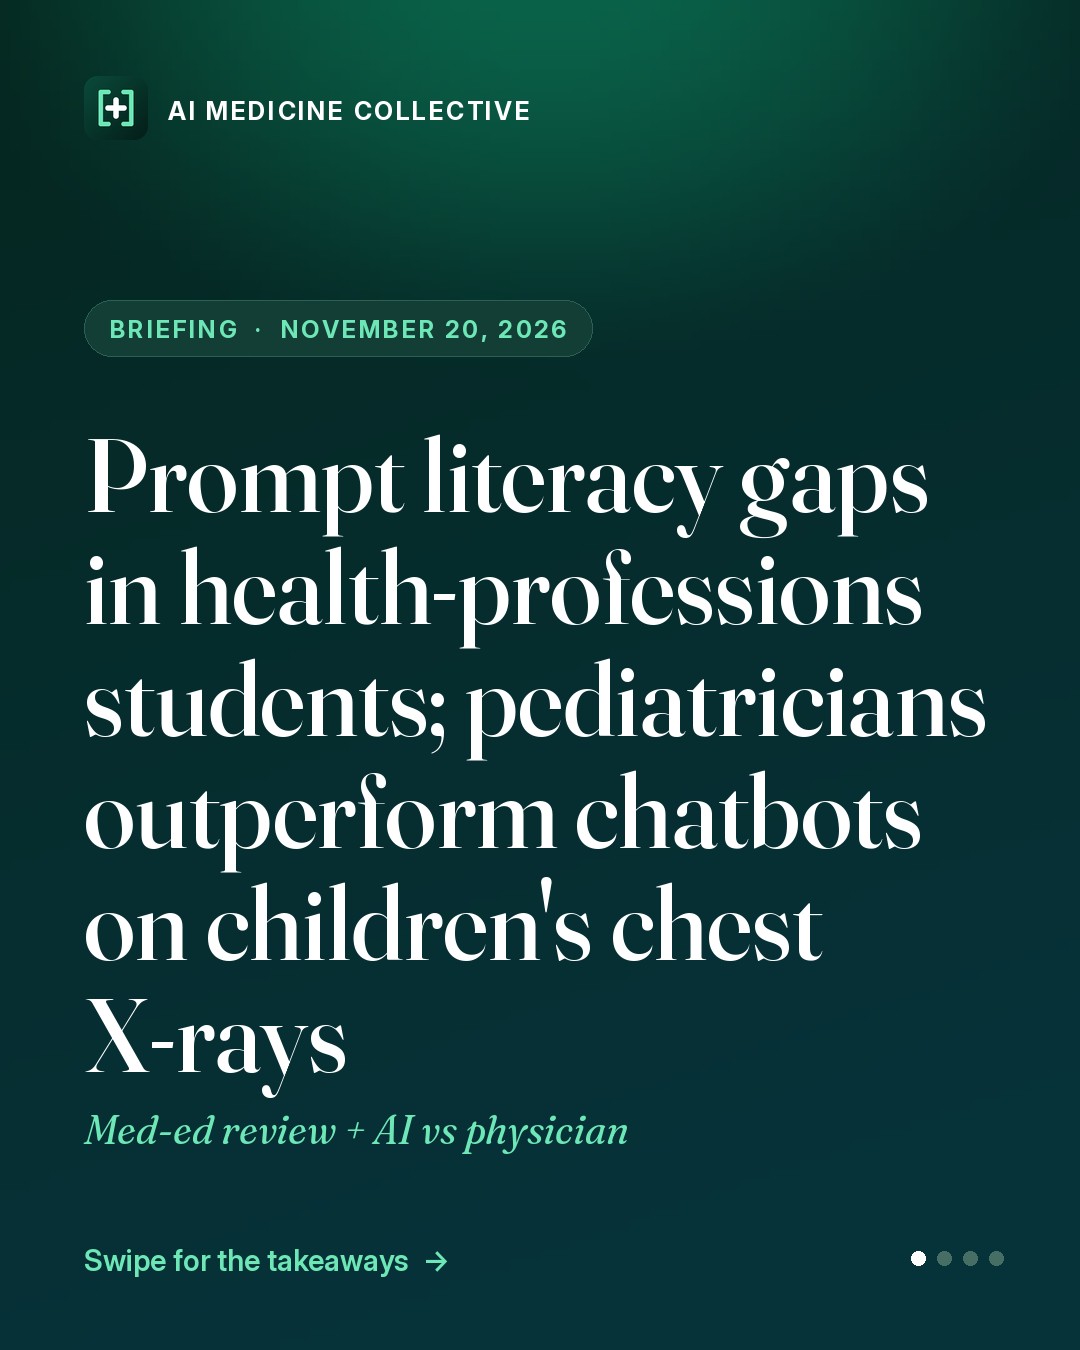 AI MEDICINE COLLECTIVE
BRIEFING · NOVEMBER 20, 2026
Prompt literacy gaps
in health-professions
students; pediatricians
outperform chatbots
on children's chest
X-rays
Med-ed review + AI vs physician
Swipe for the takeaways →